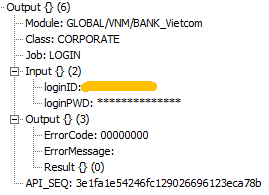 Output {} (6)
Module: GLOBAL/VNM/BANK_Vietcom
Class: CORPORATE
Job: LOGIN
Input {} (2)
loginID:
loginPWD: **************
Output {} (3)
ErrorCode: 00000000
ErrorMessage:
Result {} (0)
API_SEQ: 3e1fa1e54246fc129026696123eca78b